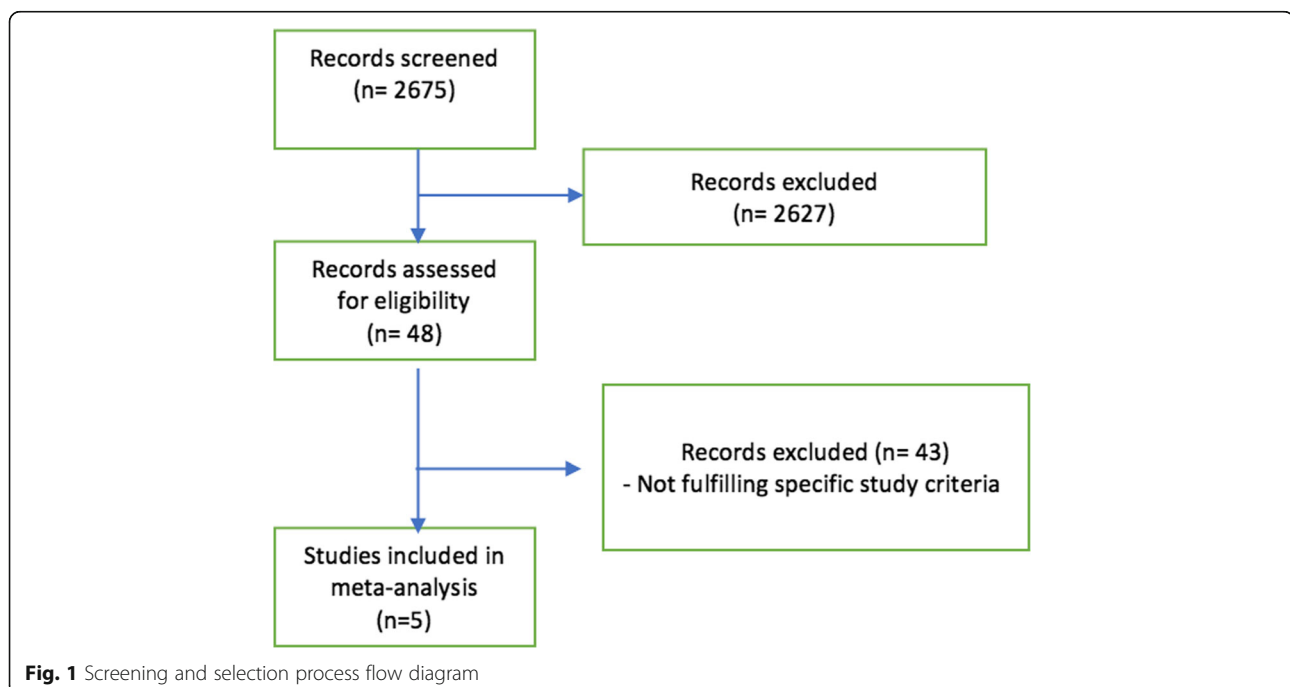 Records screened
(n= 2675)
Records excluded
(n= 2627)
Records assessed
for eligibility
(n= 48)
Records excluded (n= 43)
- Not fulfilling specific study criteria
Studies included in
meta-analysis
(n=5)
Fig. 1 Screening and selection process flow diagram